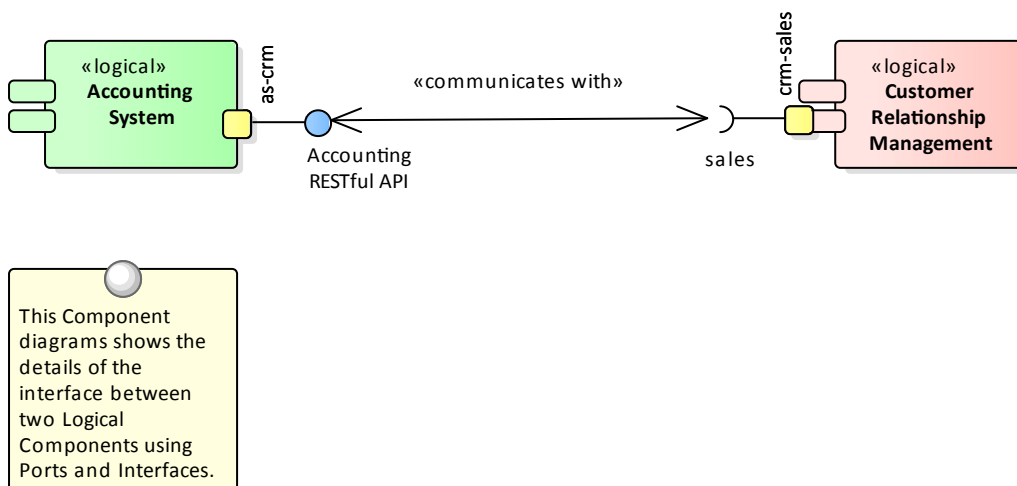 «logical»
Accounting
System
as-crm
«communicates with»
Accounting
RESTful API
sales
crm-sales
«logical»
Customer
Relationship
Management
This Component
diagrams shows the
details of the
interface between
two Logical
Components using
Ports and Interfaces.